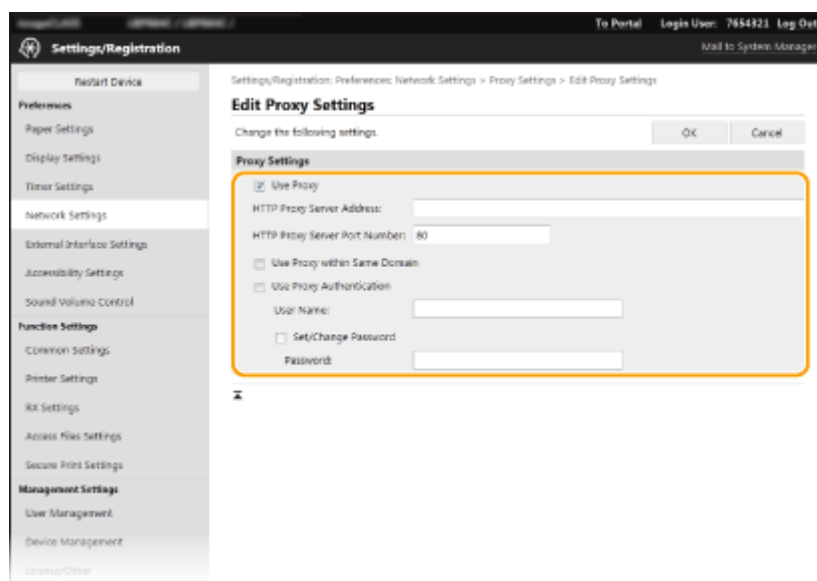 To Portal Login User: 7654321 Log Out
Settings/Registration
Mail to System Manager
Restart Device
Preferences
Paper Settings
Display Settings
Timer Settings
Network Settings
External Interface Settings
Accessibility Settings
Sound Volume Control
Function Settings
Common Settings
Printer Settings
RX Settings
Access Files Settings
Secure Print Settings
Management Settings
User Management
Device Management
License/Other
Settings/Registration: Preferences: Network Settings > Proxy Settings > Edit Proxy Settings
Edit Proxy Settings
Change the following settings.
OK Cancel
Proxy Settings
Use Proxy
HTTP Proxy Server Address:
HTTP Proxy Server Port Number: 80
Use Proxy within Same Domain
Use Proxy Authentication
User Name:
Set/Change Password
Password: